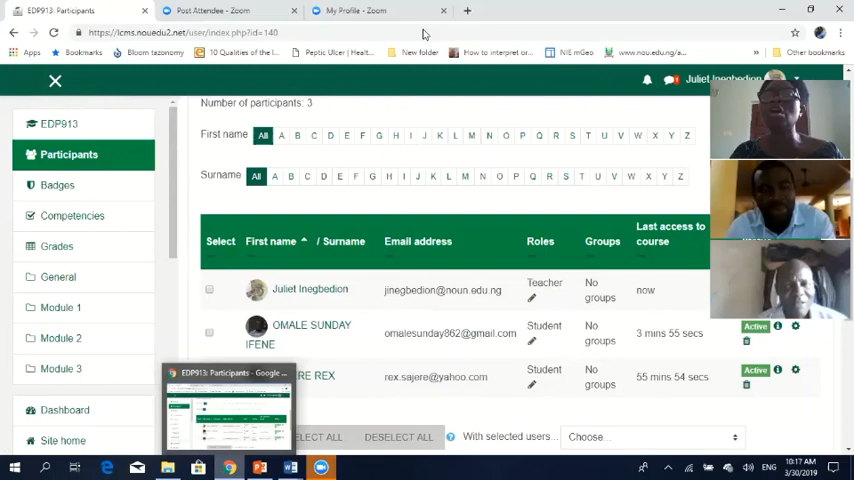 EDP913: Participants
Post Attendee - Zoom
My Profile - Zoom
https://lcms.nouedu2.net/user/index.php?id=140
Apps
Bookmarks
Bloom taxonomy
10 Qualities of the I...
Peptic Ulcer | Health
New folder
How to interpret or...
NIE mGeo
www.nou.edu.ng/a...
Other bookmarks
Juliet Inegbedion
EDP913
Participants
Badges
Competencies
Grades
General
Module 1
Module 2
Module 3
Dashboard
Site home
Number of participants: 3
First name All A B C D E F G H I J K L M N O P Q R S T U V W X Y Z
Surname All A B C D E F G H I J K L M N O P Q R S T U V W X Y Z
Select First name / Surname Email address Roles Groups Last access to course
Juliet Inegbedion jinegbedion@noun.edu.ng Teacher No groups now
OMALE SUNDAY IFENE omalesunday862@gmail.com Student No groups 3 mins 55 secs Active
ERE REX rex.sajere@yahoo.com Student No groups 55 mins 54 secs Active
EDP913: Participants - Google ...
ELECT ALL DESELECT ALL With selected users... Choose...
ENG
10:17 AM
3/30/2019